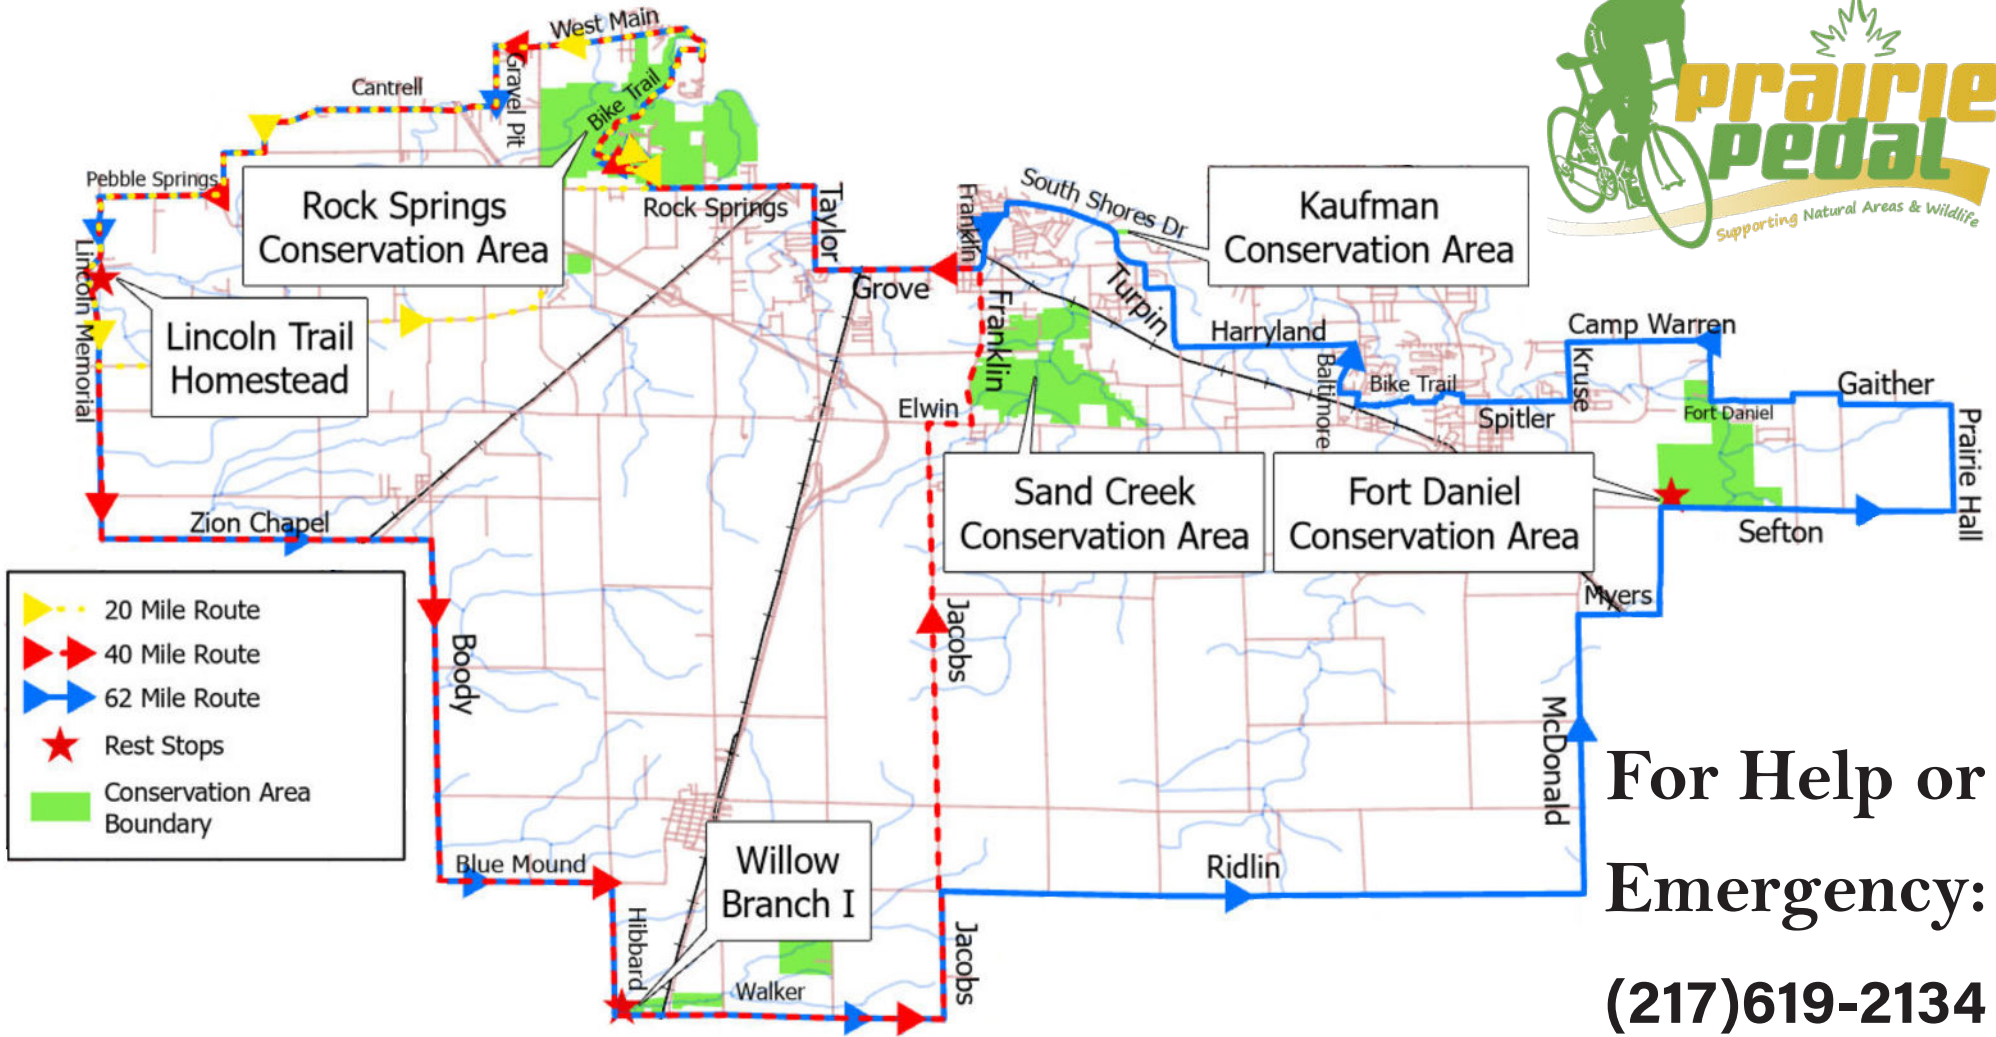 West Main
Gravel Pit
Cantrell
Bike Trail
Pebble Springs
Rock Springs
Conservation Area
Rock Springs
Taylor
Franklin
South Shores Dr
Kaufman
Conservation Area
prairie
pedal
Supporting Natural Areas & Wildlife
Lincoln Memorial
Lincoln Trail
Homestead
Grove
Franklin
Turpin
Harryland
Baltimore
Bike Trail
Camp Warren
Kruse
Spitler
Gaither
Fort Daniel
Prairie Hall
Elwin
Sand Creek
Conservation Area
Fort Daniel
Conservation Area
Sefton
Zion Chapel
Myers
20 Mile Route
40 Mile Route
62 Mile Route
Rest Stops
Conservation Area
Boundary
Boody
Jacobs
McDonald
Blue Mound
Willow
Branch I
Hibbard
Walker
Jacobs
Ridlin
For Help or
Emergency:
(217)619-2134